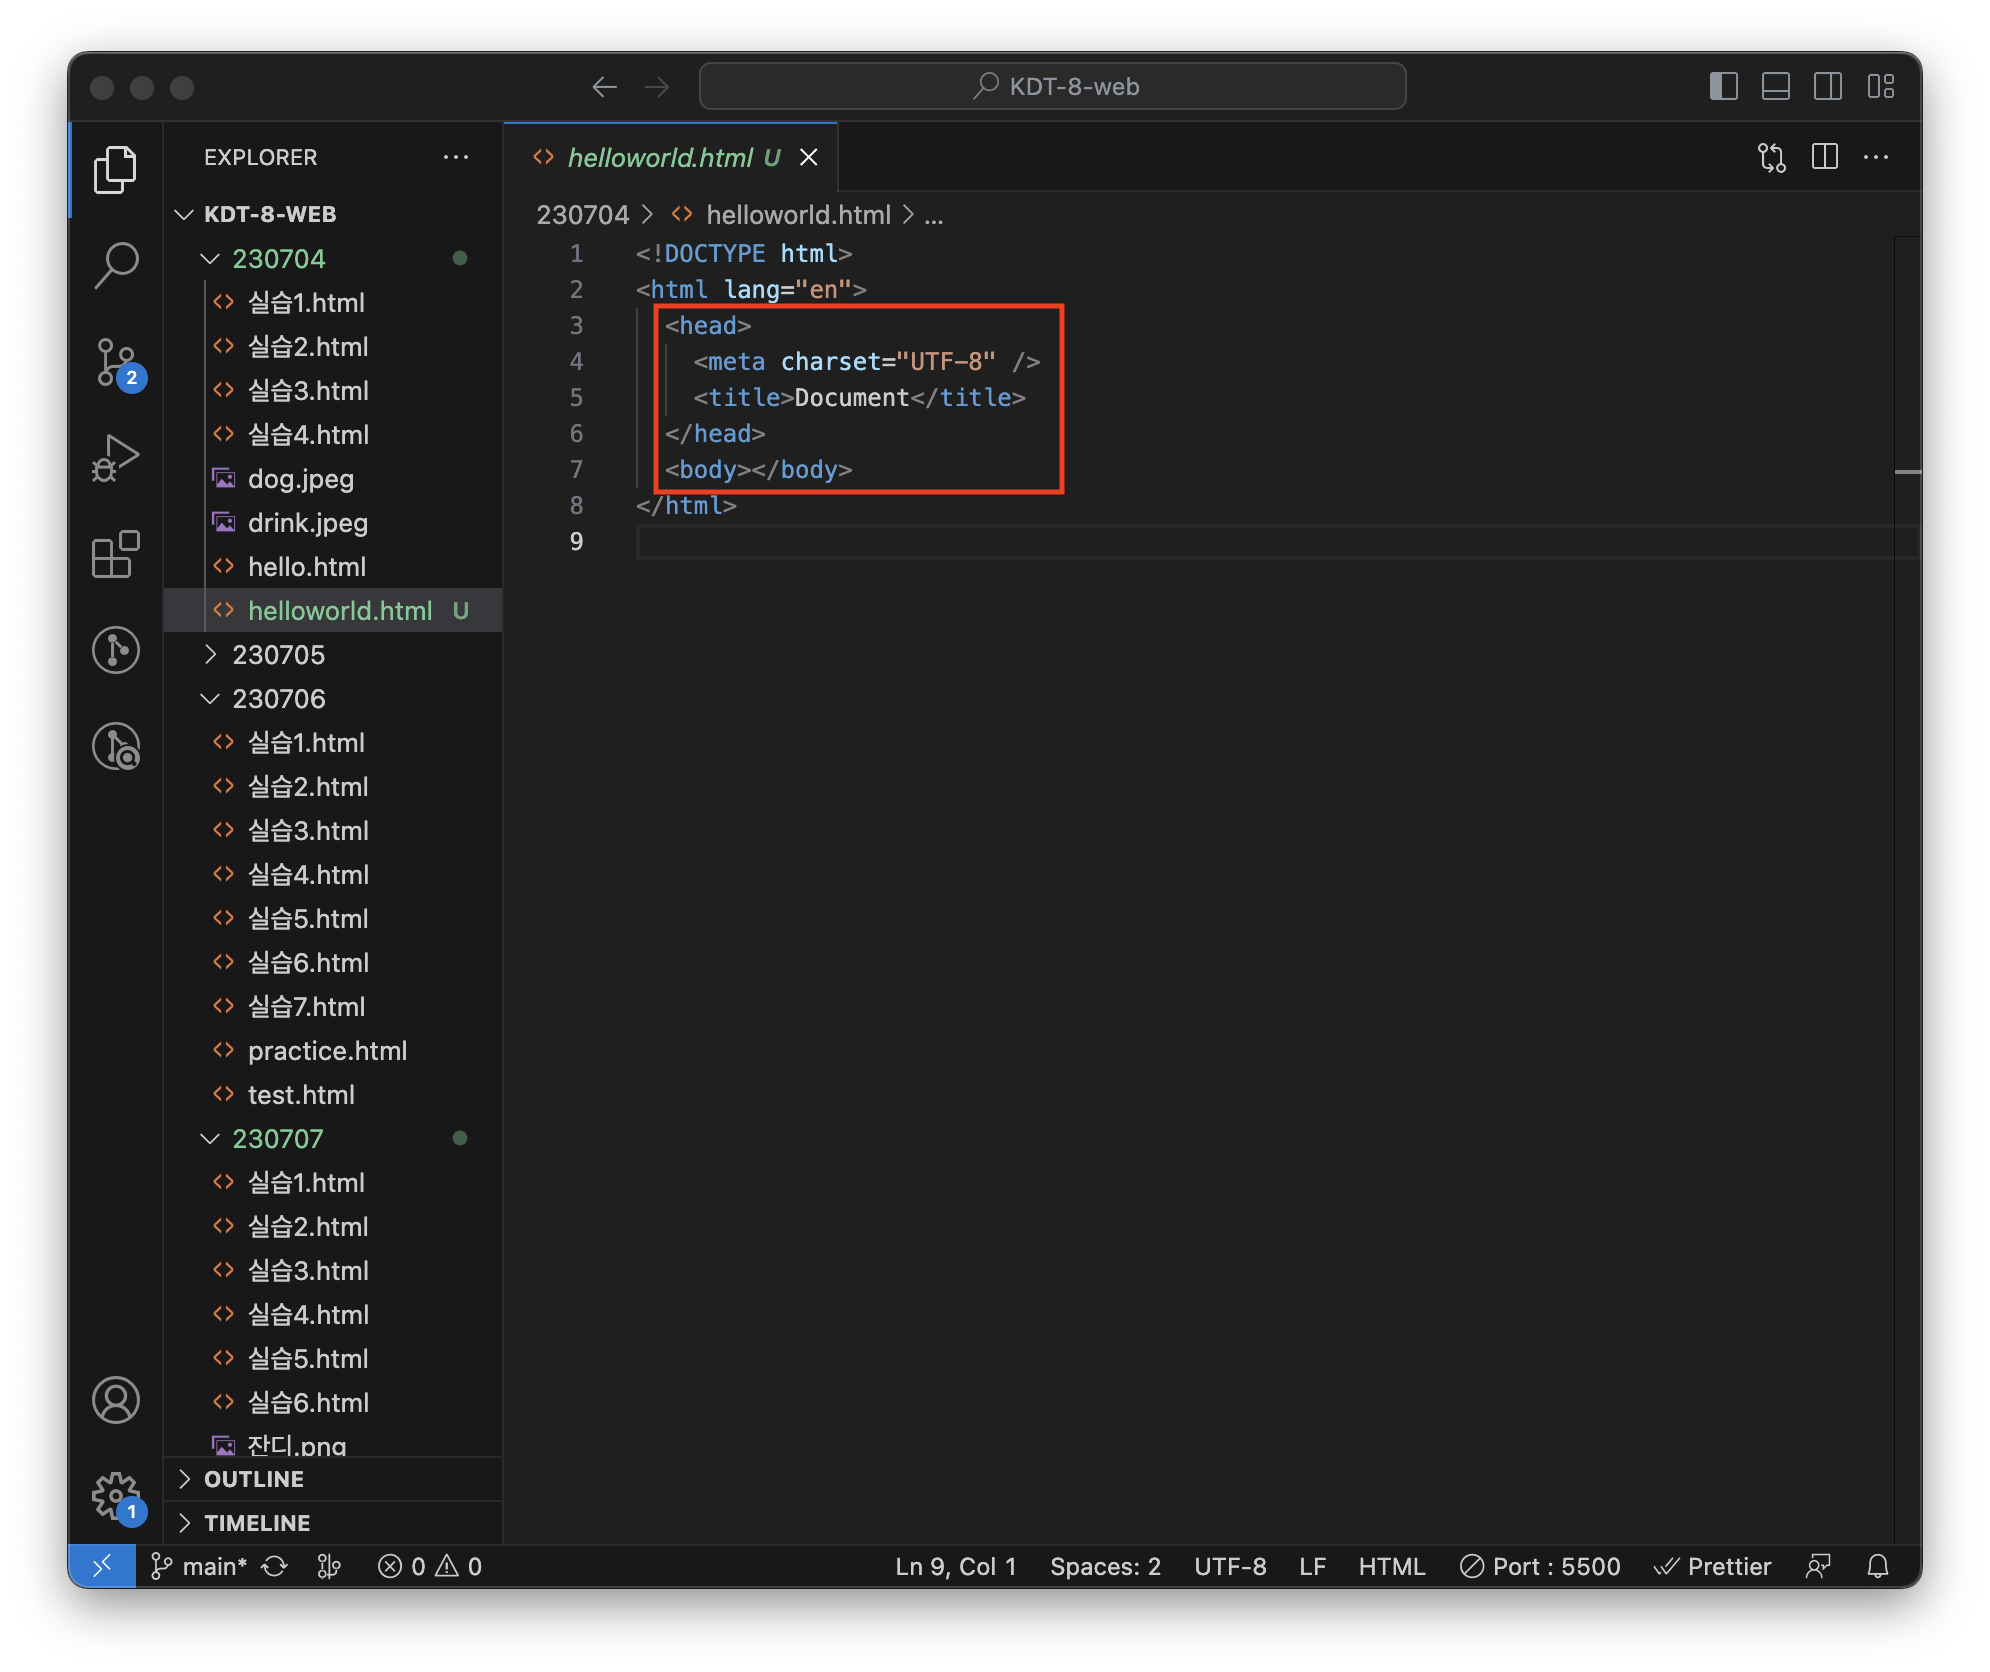 KDT-8-web
EXPLORER
KDT-8-WEB
230704
실습1.html
실습2.html
실습3.html
실습4.html
dog.jpeg
drink.jpeg
hello.html
helloworld.html U
230705
230706
실습1.html
실습2.html
실습3.html
실습4.html
실습5.html
실습6.html
실습7.html
practice.html
test.html
230707
실습1.html
실습2.html
실습3.html
실습4.html
실습5.html
실습6.html
잔디.png
OUTLINE
TIMELINE
2
1
helloworld.html U
230704 > helloworld.html > ...
1 <!DOCTYPE html>
2 <html lang="en">
3 <head>
4 <meta charset="UTF-8" />
5 <title>Document</title>
6 </head>
7 <body></body>
8 </html>
9
main* 0 0 Ln 9, Col 1 Spaces: 2 UTF-8 LF HTML Port : 5500 Prettier